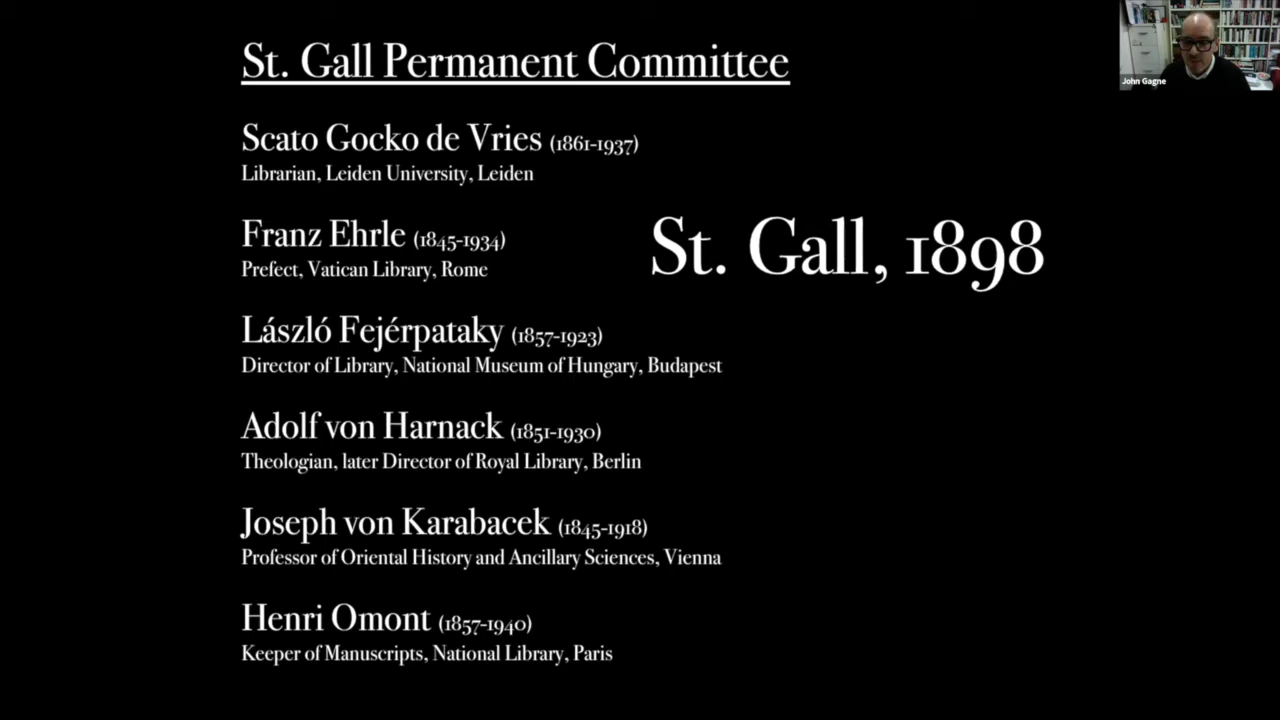 St. Gall Permanent Committee
John Gagne
Scato Gocko de Vries (1861-1937)
Librarian, Leiden University, Leiden
Franz Ehrle (1845-1934)
Prefect, Vatican Library, Rome
St. Gall, 1898
László Fejérpataky (1857-1923)
Director of Library, National Museum of Hungary, Budapest
Adolf von Harnack (1851-1930)
Theologian, later Director of Royal Library, Berlin
Joseph von Karabacek (1845-1918)
Professor of Oriental History and Ancillary Sciences, Vienna
Henri Omont (1857-1940)
Keeper of Manuscripts, National Library, Paris